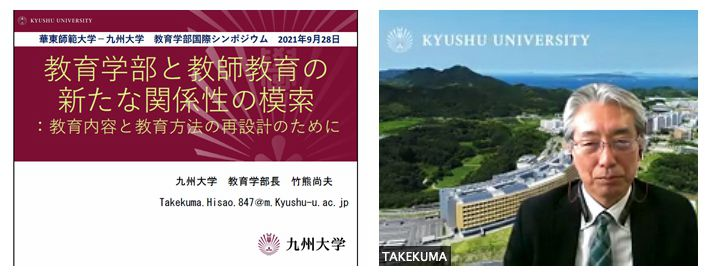 KYUSHU UNIVERSITY
華東師範大学－九州大学 教育学部国際シンポジウム 2021年9月28日
教育学部と教師教育の
新たな関係性の模索
：教育内容と教育方法の再設計のために
九州大学 教育学部長 竹熊尚夫
Takekuma.Hisao.847@m.Kyushu-u.ac.jp
九州大学
KYUSHU UNIVERSITY
TAKEKUMA